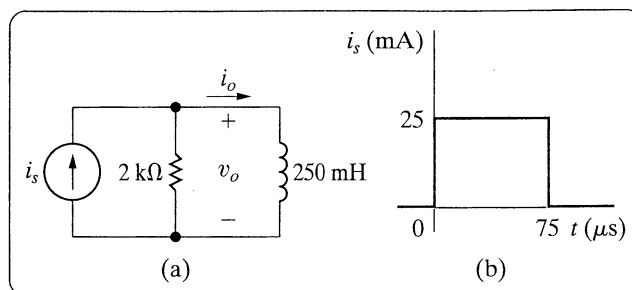 i_o
+
i_s
2 kΩ
v_o
250 mH
−
(a)
i_s (mA)
25
0
75
t (μs)
(b)